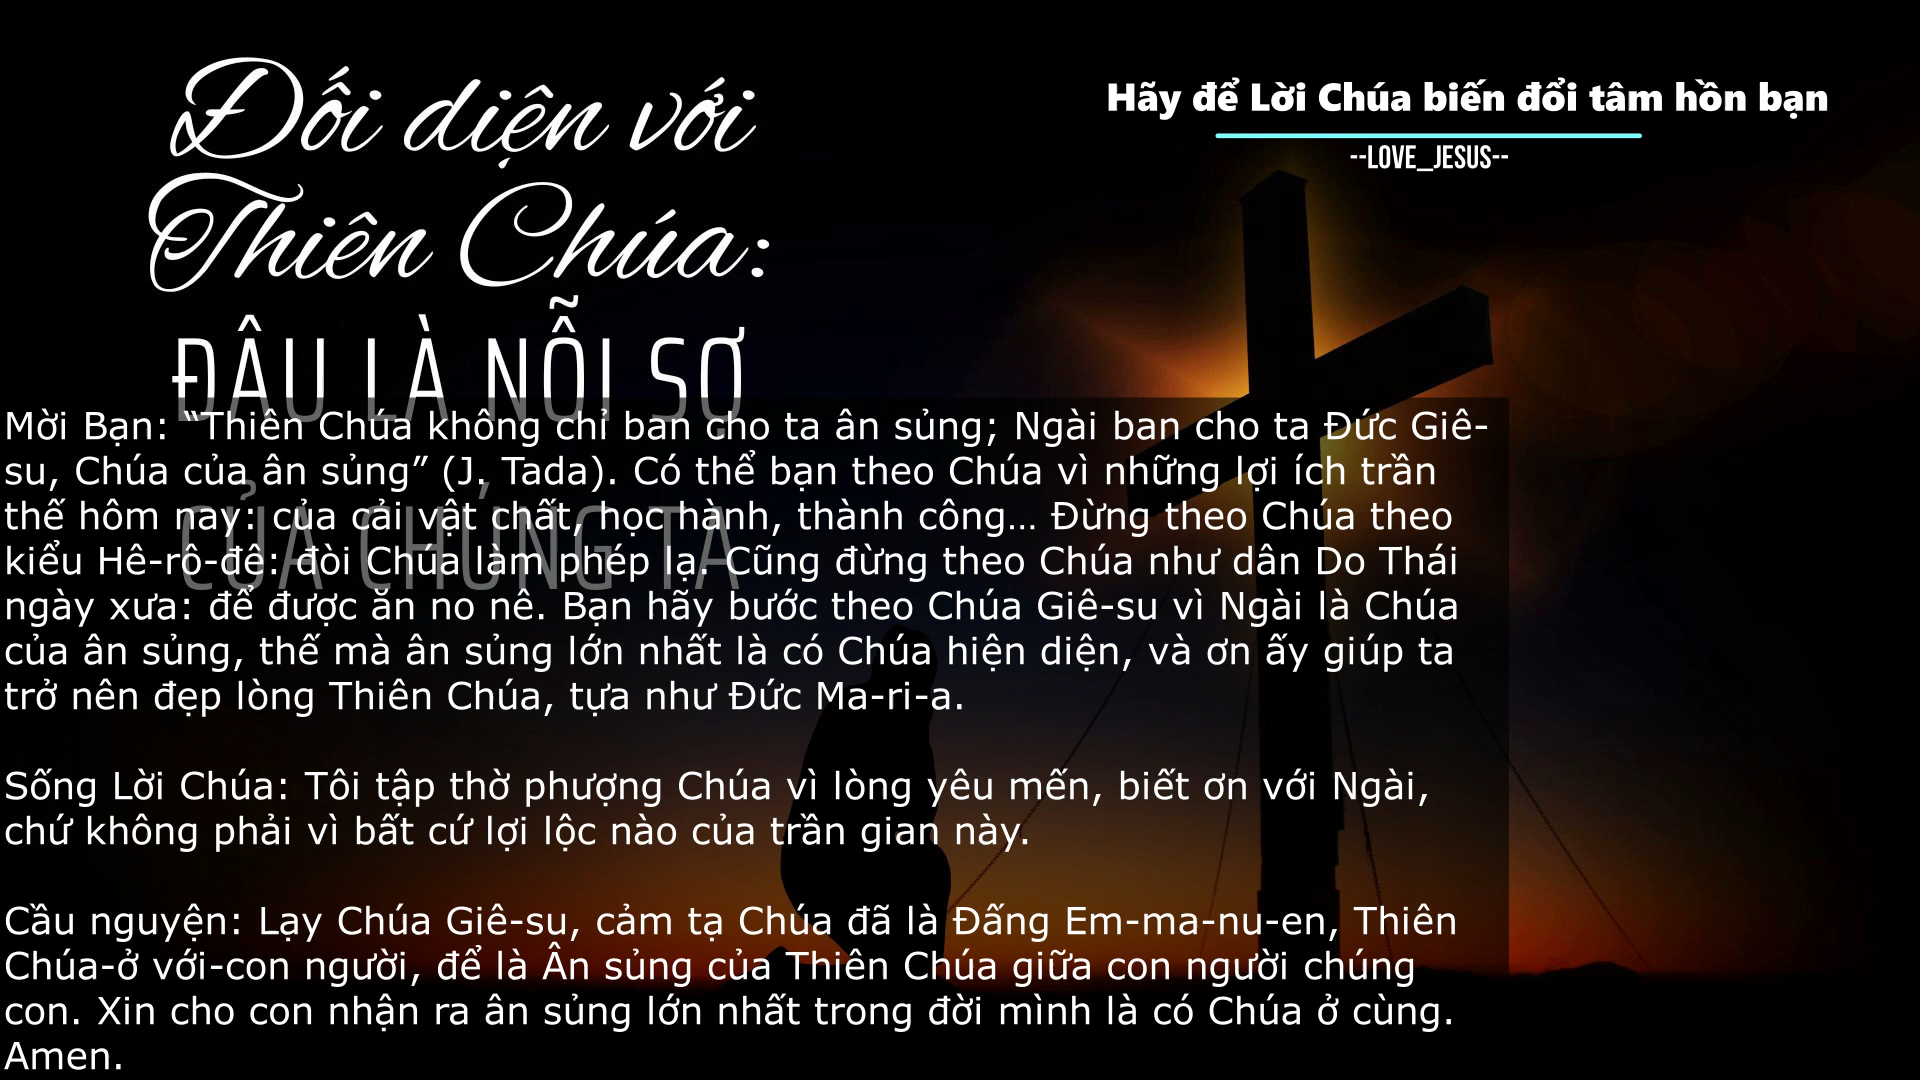 Đối diện với
Thiên Chúa:
ĐÂU LÀ NỖI SỢ
CỦA CHÚNG TA
Hãy để Lời Chúa biến đổi tâm hồn bạn
--LOVE_JESUS--
Mời Bạn: “Thiên Chúa không chỉ ban cho ta ân sủng; Ngài ban cho ta Đức Giê-
su, Chúa của ân sủng” (J. Tada). Có thể bạn theo Chúa vì những lợi ích trần
thế hôm nay: của cải vật chất, học hành, thành công… Đừng theo Chúa theo
kiểu Hê-rô-đê: đòi Chúa làm phép lạ. Cũng đừng theo Chúa như dân Do Thái
ngày xưa: để được ăn no nê. Bạn hãy bước theo Chúa Giê-su vì Ngài là Chúa
của ân sủng, thế mà ân sủng lớn nhất là có Chúa hiện diện, và ơn ấy giúp ta
trở nên đẹp lòng Thiên Chúa, tựa như Đức Ma-ri-a.
Sống Lời Chúa: Tôi tập thờ phượng Chúa vì lòng yêu mến, biết ơn với Ngài,
chứ không phải vì bất cứ lợi lộc nào của trần gian này.
Cầu nguyện: Lạy Chúa Giê-su, cảm tạ Chúa đã là Đấng Em-ma-nu-en, Thiên
Chúa-ở với-con người, để là Ân sủng của Thiên Chúa giữa con người chúng
con. Xin cho con nhận ra ân sủng lớn nhất trong đời mình là có Chúa ở cùng.
Amen.